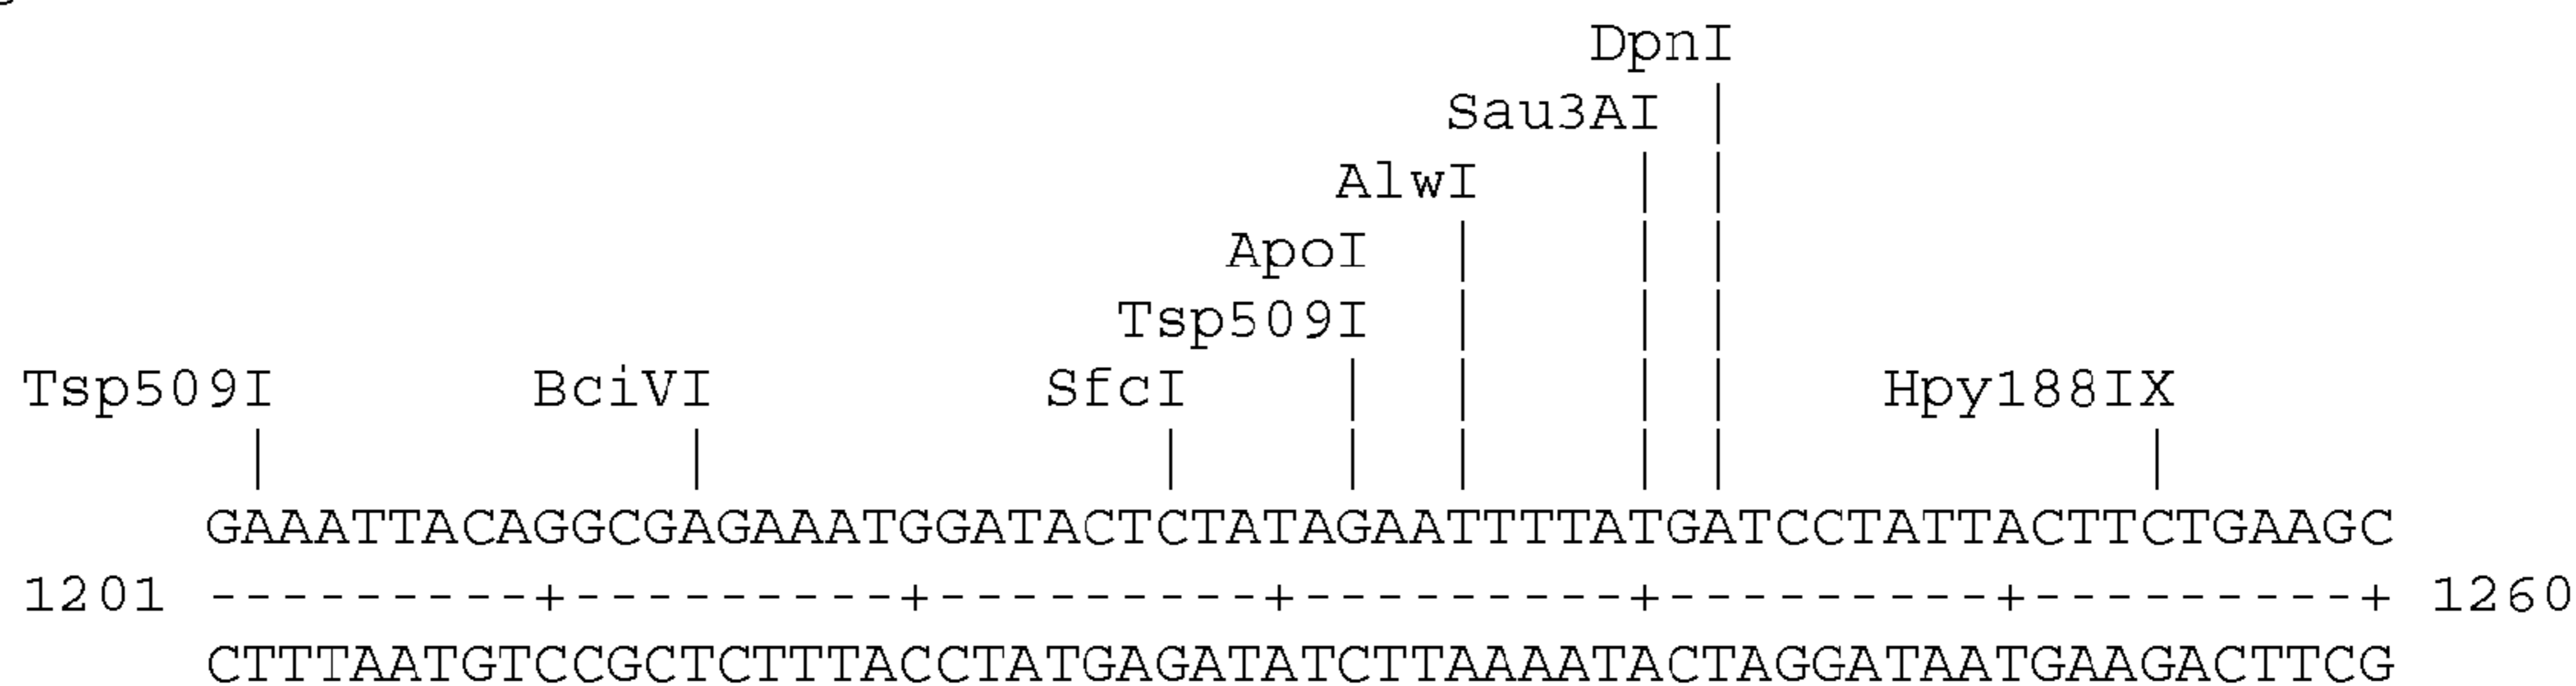 DpnI
Sau3AI
AlwI
ApoI
Tsp509I
Tsp509I BciVI SfcI Hpy188IX
GAAATTACAGGCGAGAAATGGATACTCTATAGAATTTTATGATCCTATTACTTCTGAAGC
1201 ---------+---------+---------+---------+---------+---------+ 1260
CTTTAATGTCCGCTCTTTACCTATGAGATATCTTAAAATACTAGGATAATGAAGACTTCG